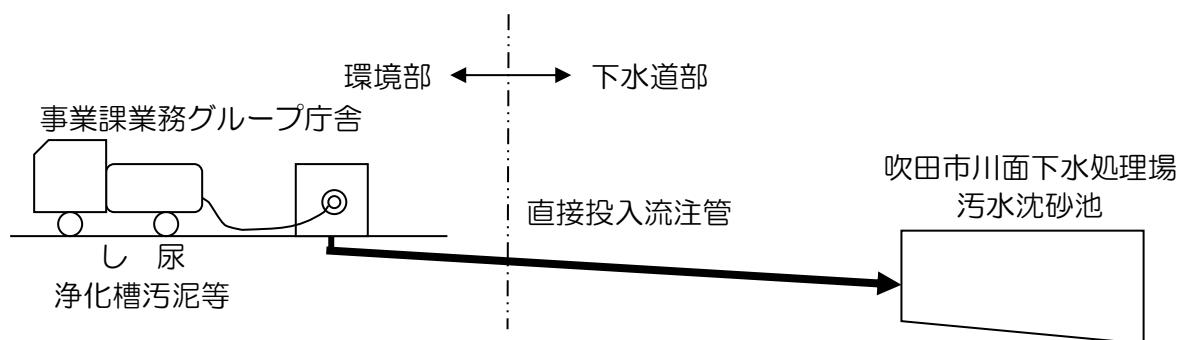 環境部
下水道部
事業課業務グループ庁舎
吹田市川面下水処理場
汚水沈砂池
直接投入流注管
し 尿
浄化槽汚泥等